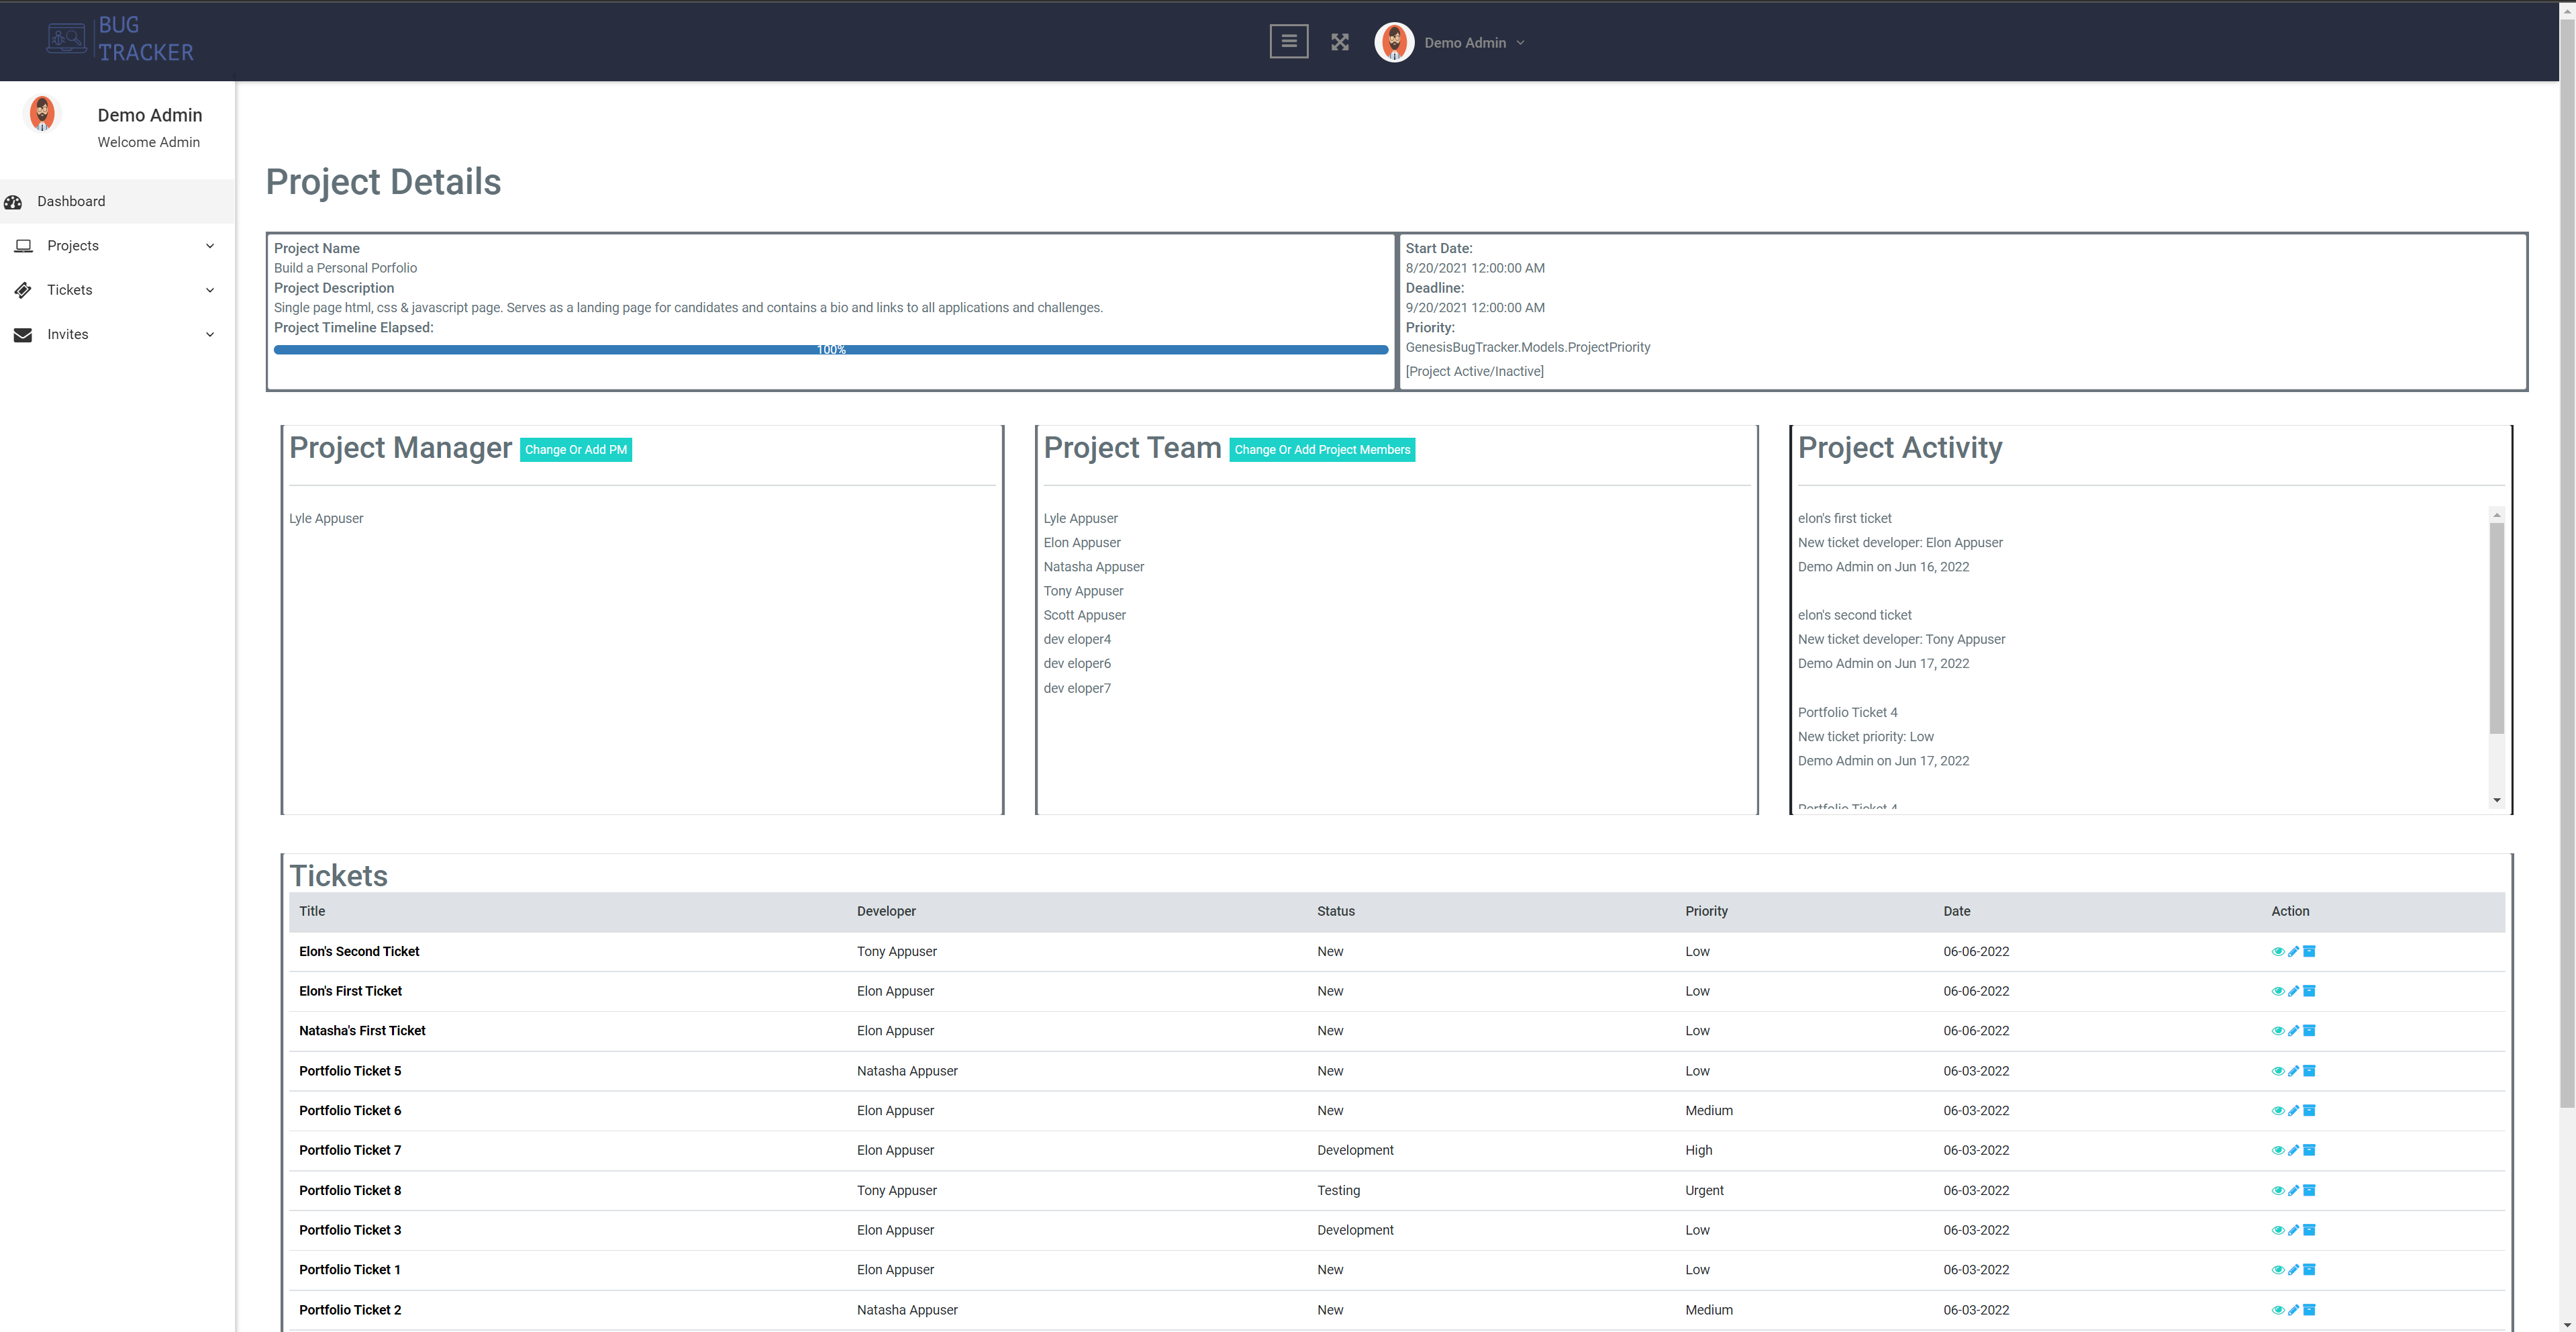 BUG
TRACKER
Demo Admin
Demo Admin
Welcome Admin
Dashboard
Projects
Tickets
Invites
Project Details
Project Name
Build a Personal Porfolio
Project Description
Single page html, css & javascript page. Serves as a landing page for candidates and contains a bio and links to all applications and challenges.
Project Timeline Elapsed:
100%
Start Date:
8/20/2021 12:00:00 AM
Deadline:
9/20/2021 12:00:00 AM
Priority:
GenesisBugTracker.Models.ProjectPriority
[Project Active/Inactive]
Project Manager Change Or Add PM
Lyle Appuser
Project Team Change Or Add Project Members
Lyle Appuser
Elon Appuser
Natasha Appuser
Tony Appuser
Scott Appuser
dev eloper4
dev eloper6
dev eloper7
Project Activity
elon's first ticket
New ticket developer: Elon Appuser
Demo Admin on Jun 16, 2022
elon's second ticket
New ticket developer: Tony Appuser
Demo Admin on Jun 17, 2022
Portfolio Ticket 4
New ticket priority: Low
Demo Admin on Jun 17, 2022
Portfolio Ticket 4
Tickets
Title Developer Status Priority Date Action
Elon's Second Ticket Tony Appuser New Low 06-06-2022
Elon's First Ticket Elon Appuser New Low 06-06-2022
Natasha's First Ticket Elon Appuser New Low 06-06-2022
Portfolio Ticket 5 Natasha Appuser New Low 06-03-2022
Portfolio Ticket 6 Elon Appuser New Medium 06-03-2022
Portfolio Ticket 7 Elon Appuser Development High 06-03-2022
Portfolio Ticket 8 Tony Appuser Testing Urgent 06-03-2022
Portfolio Ticket 3 Elon Appuser Development Low 06-03-2022
Portfolio Ticket 1 Elon Appuser New Low 06-03-2022
Portfolio Ticket 2 Natasha Appuser New Medium 06-03-2022